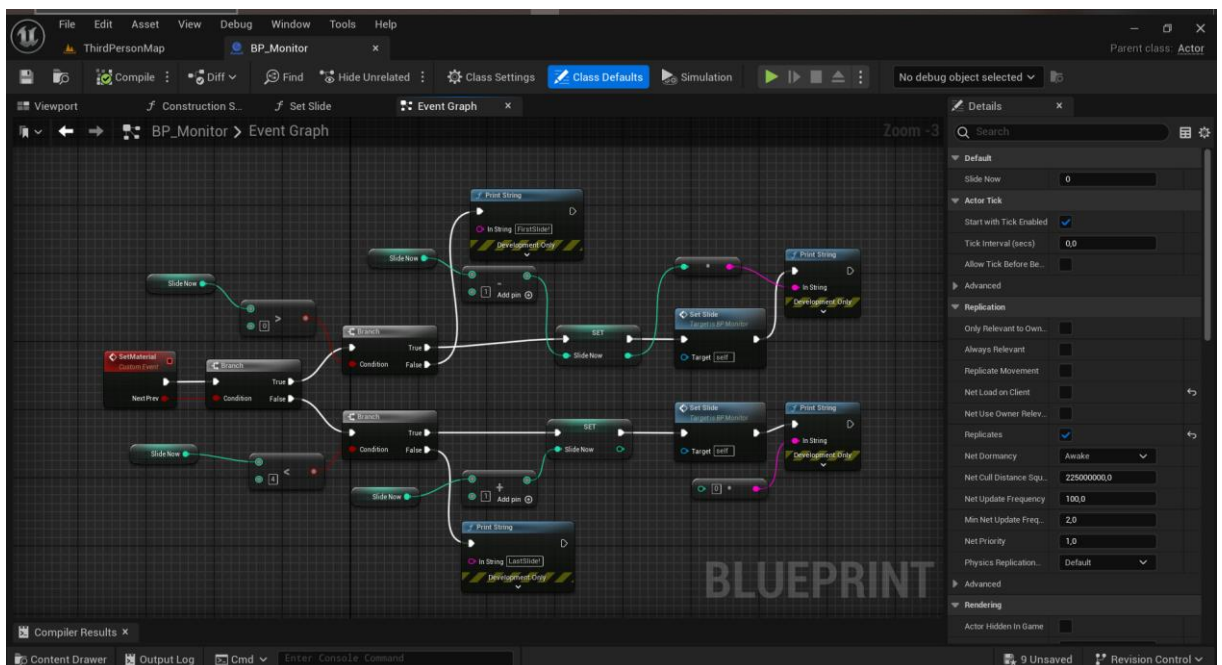 File Edit Asset View Debug Window Tools Help
ThirdPersonMap BP_Monitor × Parent class: Actor
Compile Diff Find Hide Unrelated Class Settings Class Defaults Simulation No debug object selected
Viewport Construction S... Set Slide Event Graph × Details ×
BP_Monitor > Event Graph Zoom -3 Search
Print String
In String FirstSlide!
Development Only
Slide Now
-
1 Add pin
Slide Now
>
0
Branch
True
Condition False
SET
Slide Now
Set Slide
Target is BP Monitor
Target self
Print String
In String
Development Only
SetMaterial
Custom Event
NextPrev
Branch
True
Condition False
Slide Now
<
4
Branch
True
Condition False
Slide Now
+
1 Add pin
SET
Slide Now
Set Slide
Target is BP Monitor
Target self
Print String
In String
Development Only
0
Print String
In String LastSlide!
Development Only
BLUEPRINT
Default
Slide Now 0
Actor Tick
Start with Tick Enabled
Tick Interval (secs) 0,0
Allow Tick Before Be...
Advanced
Replication
Only Relevant to Own...
Always Relevant
Replicate Movement
Net Load on Client
Net Use Owner Relev...
Replicates
Net Dormancy Awake
Net Cull Distance Squ... 225000000,0
Net Update Frequency 100,0
Min Net Update Freq... 2,0
Net Priority 1,0
Physics Replication... Default
Advanced
Rendering
Actor Hidden In Game
Compiler Results ×
Content Drawer Output Log Cmd Enter Console Command 9 Unsaved Revision Control